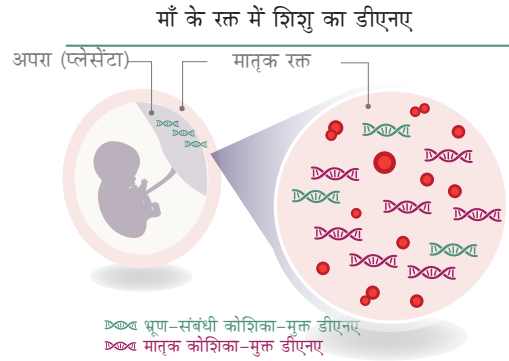 माँ के रक्त में शिशु का डीएनए
अपरा (प्लेसेंटा)
मातृक रक्त
भ्रूण-संबंधी कोशिका-मुक्त डीएनए
मातृक कोशिका-मुक्त डीएनए